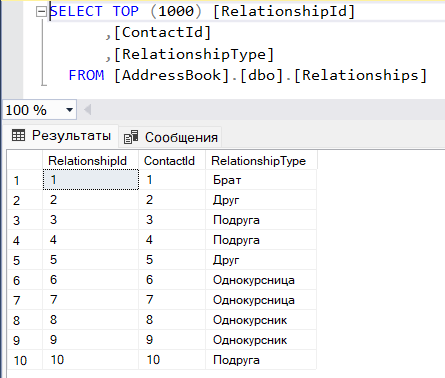 SELECT TOP (1000) [RelationshipId]
,[ContactId]
,[RelationshipType]
FROM [AddressBook].[dbo].[Relationships]
100 %
Результаты Сообщения
RelationshipId ContactId RelationshipType
1 1 1 Брат
2 2 2 Друг
3 3 3 Подруга
4 4 4 Подруга
5 5 5 Друг
6 6 6 Однокурсница
7 7 7 Однокурсница
8 8 8 Однокурсник
9 9 9 Однокурсник
10 10 10 Подруга